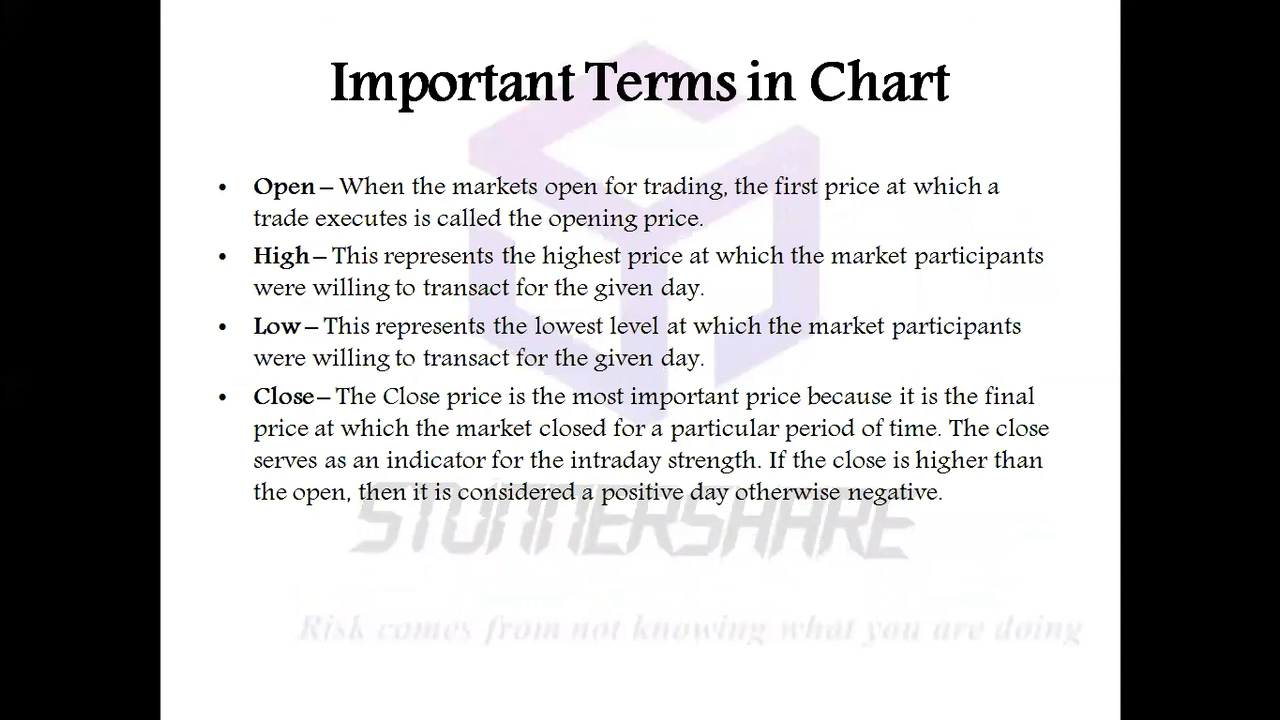 Important Terms in Chart
• Open – When the markets open for trading, the first price at which a
trade executes is called the opening price.
• High – This represents the highest price at which the market participants
were willing to transact for the given day.
• Low – This represents the lowest level at which the market participants
were willing to transact for the given day.
• Close – The Close price is the most important price because it is the final
price at which the market closed for a particular period of time. The close
serves as an indicator for the intraday strength. If the close is higher than
the open, then it is considered a positive day otherwise negative.
STUNNERSHARE
Risk comes from not knowing what you are doing